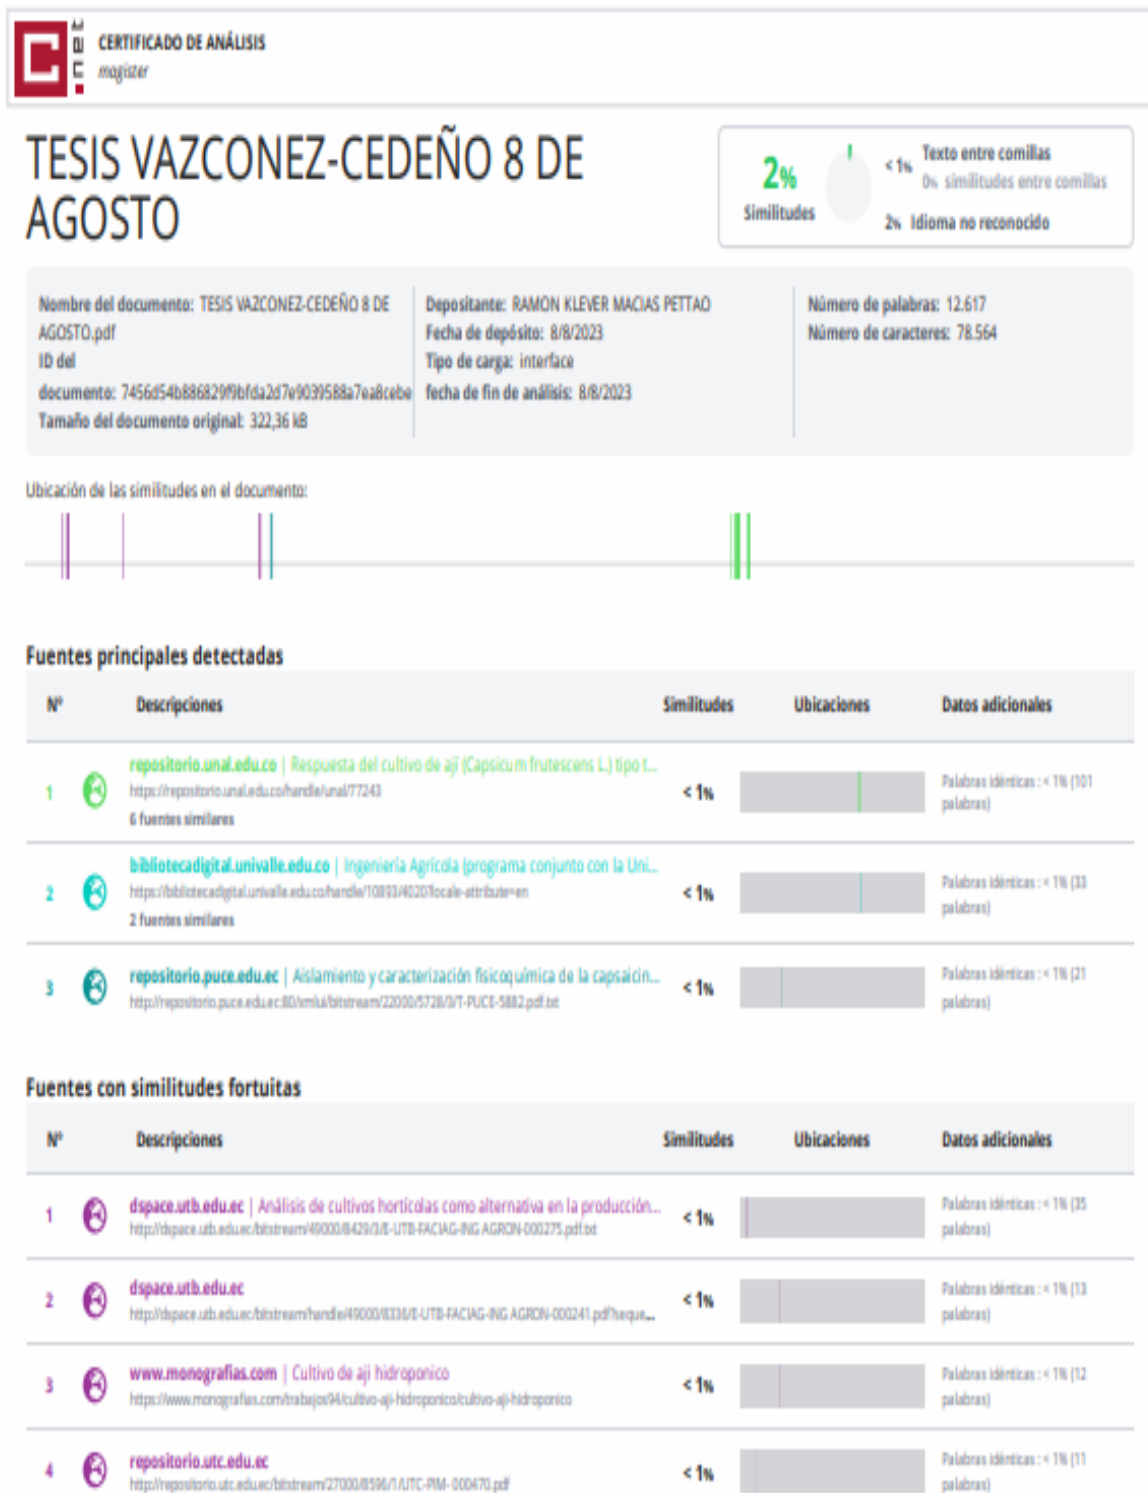 C
.net
CERTIFICADO DE ANÁLISIS
magister
TESIS VAZCONEZ-CEDEÑO 8 DE
AGOSTO
2%
Similitudes
< 1% Texto entre comillas
0% similitudes entre comillas
2% Idioma no reconocido
Nombre del documento: TESIS VAZCONEZ-CEDEÑO 8 DE
AGOSTO.pdf
ID del
documento: 7456d54b886829f9bfda2d7e9039588a7ea8cebe
Tamaño del documento original: 322,36 kB
Depositante: RAMON KLEVER MACIAS PETTAO
Fecha de depósito: 8/8/2023
Tipo de carga: interface
fecha de fin de análisis: 8/8/2023
Número de palabras: 12.617
Número de caracteres: 78.564
Ubicación de las similitudes en el documento:
Fuentes principales detectadas
Nº Descripciones Similitudes Ubicaciones Datos adicionales
1 repositorio.unal.edu.co | Respuesta del cultivo de ají (Capsicum frutescens L.) tipo t...
https://repositorio.unal.edu.co/handle/unal/77243
6 fuentes similares
< 1%
Palabras idénticas : < 1% (101
palabras)
2 bibliotecadigital.univalle.edu.co | Ingeniería Agrícola (programa conjunto con la Uni...
https://bibliotecadigital.univalle.edu.co/handle/10893/4020?locale-attribute=en
2 fuentes similares
< 1%
Palabras idénticas : < 1% (33
palabras)
3 repositorio.puce.edu.ec | Aislamiento y caracterización fisicoquímica de la capsaicin...
http://repositorio.puce.edu.ec:80/xmlui/bitstream/22000/5728/3/T-PUCE-5882.pdf.txt
< 1%
Palabras idénticas : < 1% (21
palabras)
Fuentes con similitudes fortuitas
Nº Descripciones Similitudes Ubicaciones Datos adicionales
1 dspace.utb.edu.ec | Análisis de cultivos hortícolas como alternativa en la producción...
http://dspace.utb.edu.ec/bitstream/49000/8429/3/E-UTB-FACIAG-ING AGRON-000275.pdf.txt
< 1%
Palabras idénticas : < 1% (35
palabras)
2 dspace.utb.edu.ec
http://dspace.utb.edu.ec/bitstream/handle/49000/8336/E-UTB-FACIAG-ING AGRON-000241.pdf?seque...
< 1%
Palabras idénticas : < 1% (13
palabras)
3 www.monografias.com | Cultivo de aji hidroponico
https://www.monografias.com/trabajos94/cultivo-aji-hidroponico/cultivo-aji-hidroponico
< 1%
Palabras idénticas : < 1% (12
palabras)
4 repositorio.utc.edu.ec
http://repositorio.utc.edu.ec/bitstream/27000/8596/1/UTC-PIM- 000470.pdf
< 1%
Palabras idénticas : < 1% (11
palabras)